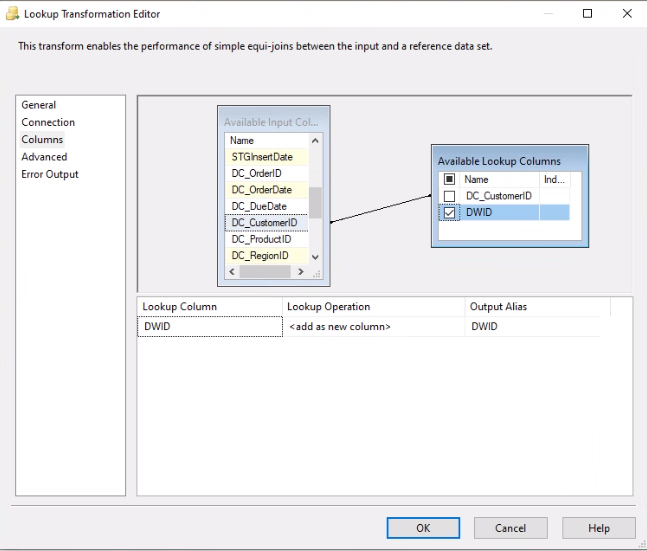 Lookup Transformation Editor
This transform enables the performance of simple equi-joins between the input and a reference data set.
General
Connection
Columns
Advanced
Error Output
Available Input Col...
Name
STGInsertDate
DC_OrderID
DC_OrderDate
DC_DueDate
DC_CustomerID
DC_ProductID
DC_RegionID
Available Lookup Columns
Name Ind...
DC_CustomerID
DWID
Lookup Column Lookup Operation Output Alias
DWID <add as new column> DWID
OK Cancel Help